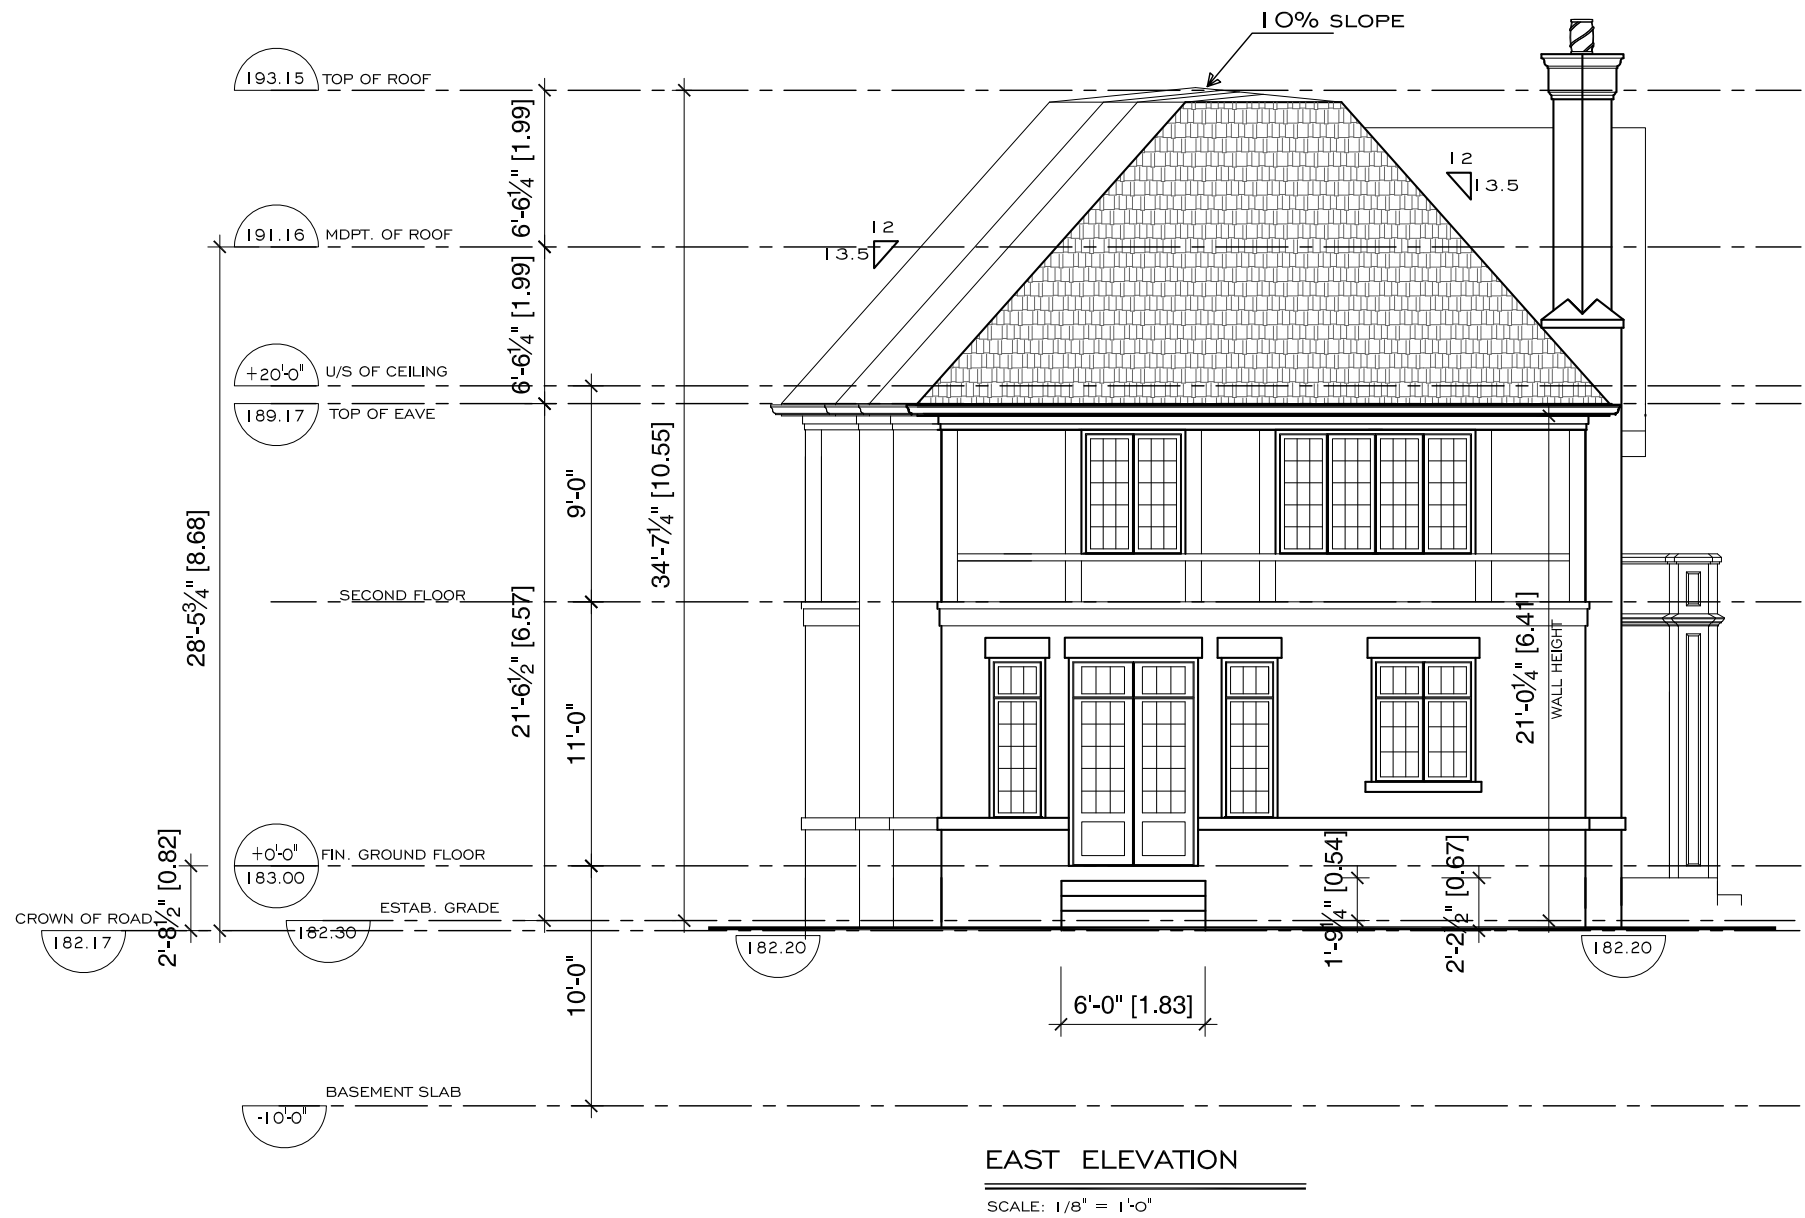 10% SLOPE
193.15 TOP OF ROOF
6'-6¼" [1.99]
12
13.5
191.16 MDPT. OF ROOF
12
13.5
6'-6¼" [1.99]
+20'-0" U/S OF CEILING
189.17 TOP OF EAVE
9'-0"
34'-7¼" [10.55]
28'-5¾" [8.68]
SECOND FLOOR
21'-6½" [6.57]
11'-0"
21'-0¼" [6.41]
WALL HEIGHT
2'-8½" [0.82]
+0'-0" FIN. GROUND FLOOR
183.00
1'-9¼" [0.54]
2'-2½" [0.67]
CROWN OF ROAD
182.17
ESTAB. GRADE
182.30
182.20
182.20
10'-0"
6'-0" [1.83]
BASEMENT SLAB
-10'-0"
EAST ELEVATION
SCALE: 1/8" = 1'-0"